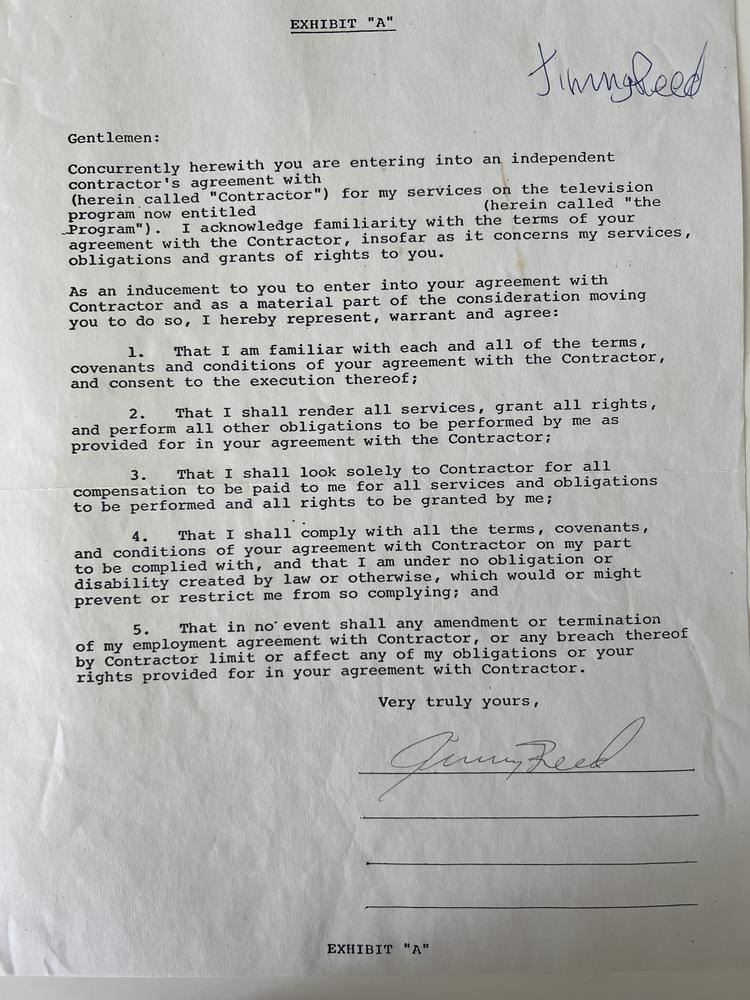 EXHIBIT "A"
Jimmy Reed
Gentlemen:
Concurrently herewith you are entering into an independent
contractor's agreement with
(herein called "Contractor") for my services on the television
program now entitled (herein called "the
Program"). I acknowledge familiarity with the terms of your
agreement with the Contractor, insofar as it concerns my services,
obligations and grants of rights to you.
As an inducement to you to enter into your agreement with
Contractor and as a material part of the consideration moving
you to do so, I hereby represent, warrant and agree:
1. That I am familiar with each and all of the terms,
covenants and conditions of your agreement with the Contractor,
and consent to the execution thereof;
2. That I shall render all services, grant all rights,
and perform all other obligations to be performed by me as
provided for in your agreement with the Contractor;
3. That I shall look solely to Contractor for all
compensation to be paid to me for all services and obligations
to be performed and all rights to be granted by me;
4. That I shall comply with all the terms, covenants,
and conditions of your agreement with Contractor on my part
to be complied with, and that I am under no obligation or
disability created by law or otherwise, which would or might
prevent or restrict me from so complying; and
5. That in no event shall any amendment or termination
of my employment agreement with Contractor, or any breach thereof
by Contractor limit or affect any of my obligations or your
rights provided for in your agreement with Contractor.
Very truly yours,
Jimmy Reed
EXHIBIT "A"